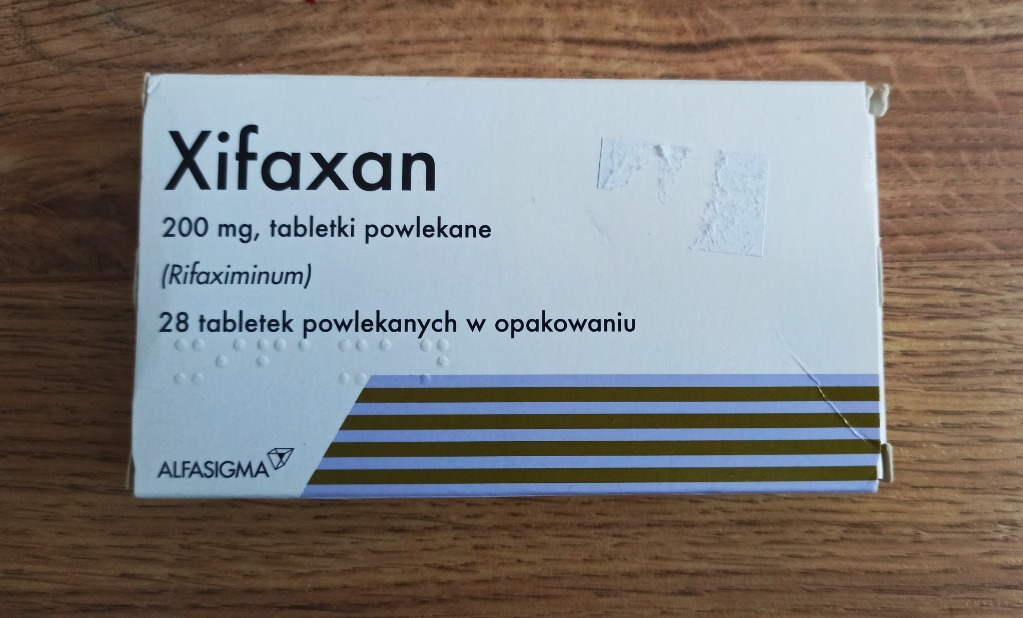 Xifaxan
200 mg, tabletki powlekane
(Rifaximinum)
28 tabletek powlekanych w opakowaniu
ALFASIGMA